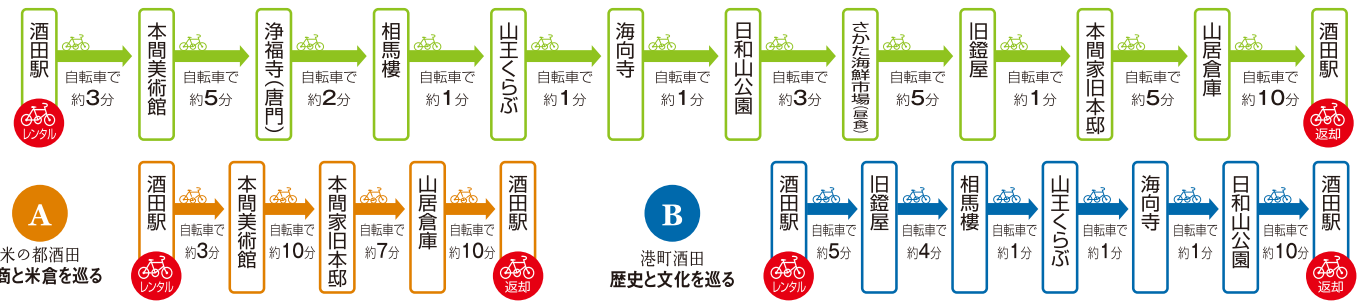 酒田駅
レンタル
自転車で
約3分
本間美術館
自転車で
約5分
浄福寺(唐門)
自転車で
約2分
相馬樓
自転車で
約1分
山王くらぶ
自転車で
約1分
海向寺
自転車で
約1分
日和山公園
自転車で
約3分
さかた海鮮市場(昼食)
自転車で
約5分
旧鐙屋
自転車で
約1分
本間家旧本邸
自転車で
約5分
山居倉庫
自転車で
約10分
酒田駅
返却
A
米の都酒田
商と米倉を巡る
酒田駅
レンタル
自転車で
約3分
本間美術館
自転車で
約10分
本間家旧本邸
自転車で
約7分
山居倉庫
自転車で
約10分
酒田駅
返却
B
港町酒田
歴史と文化を巡る
酒田駅
レンタル
自転車で
約5分
旧鐙屋
自転車で
約4分
相馬樓
自転車で
約1分
山王くらぶ
自転車で
約1分
海向寺
自転車で
約1分
日和山公園
自転車で
約10分
酒田駅
返却